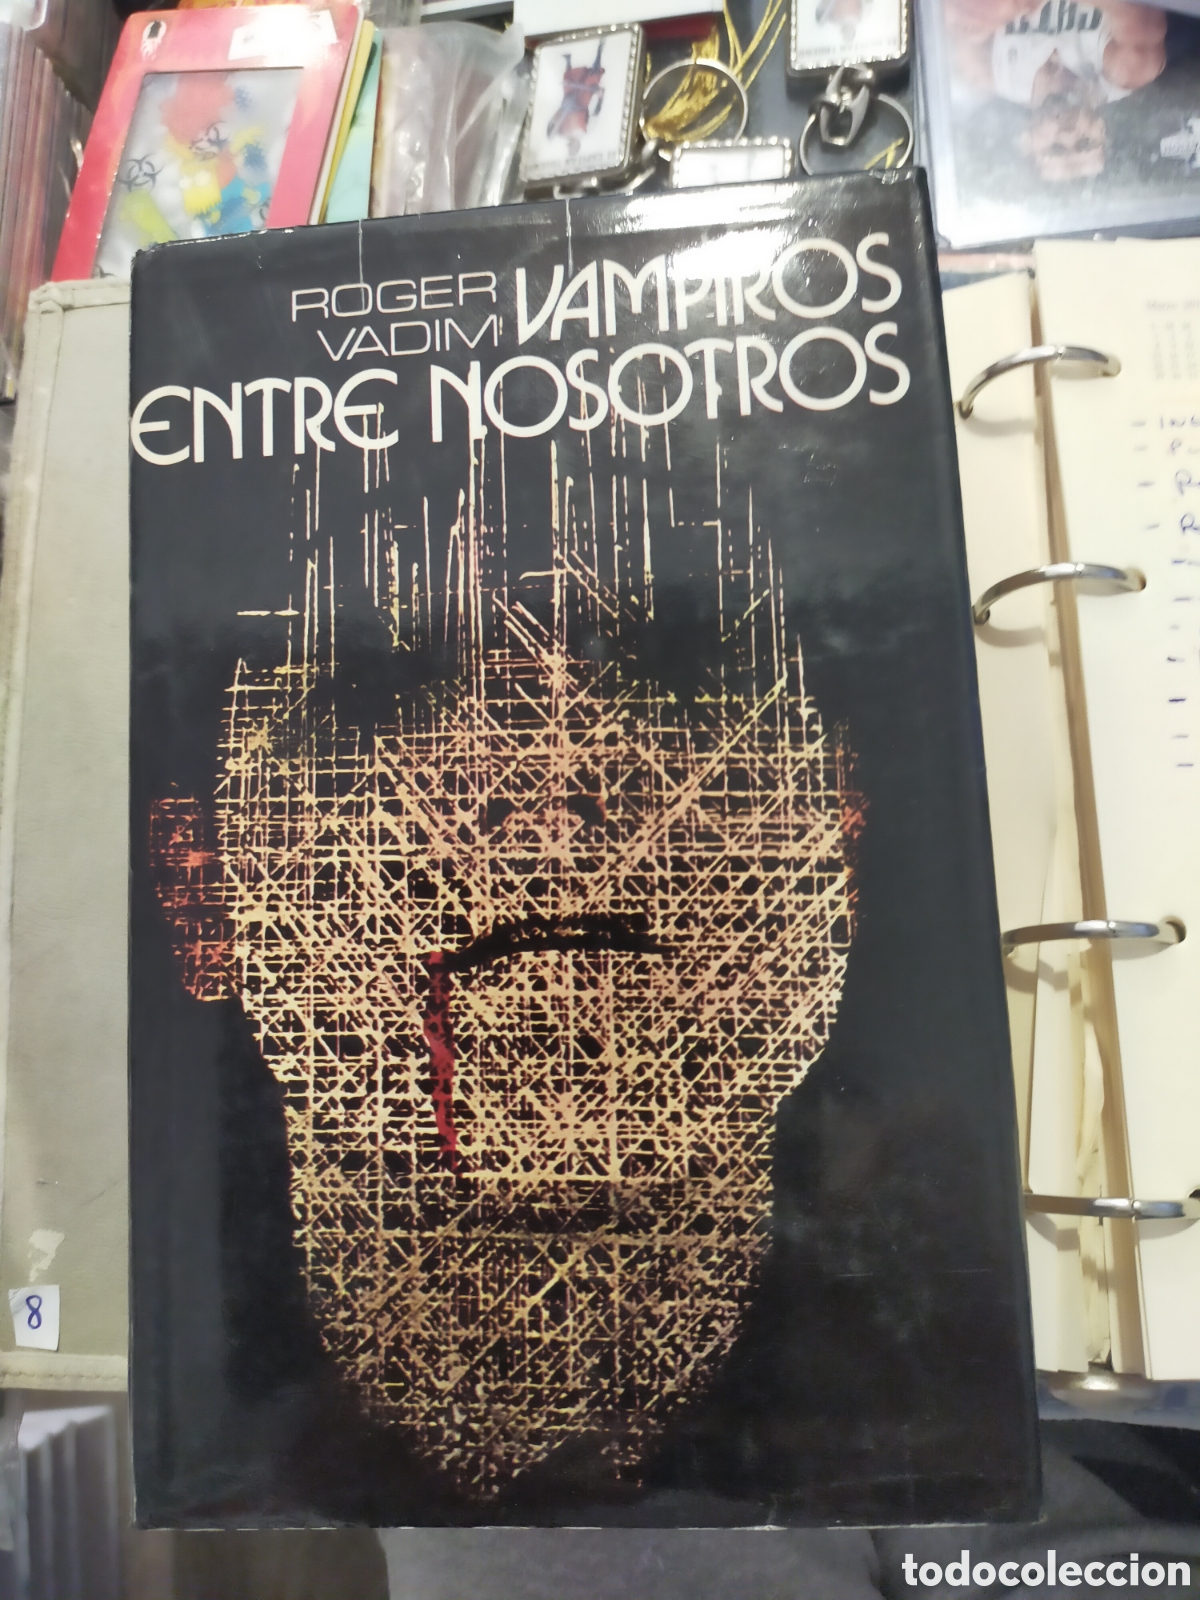 ROGER VAMPIROS
VADIM
ENTRE NOSOTROS
8
todocoleccion